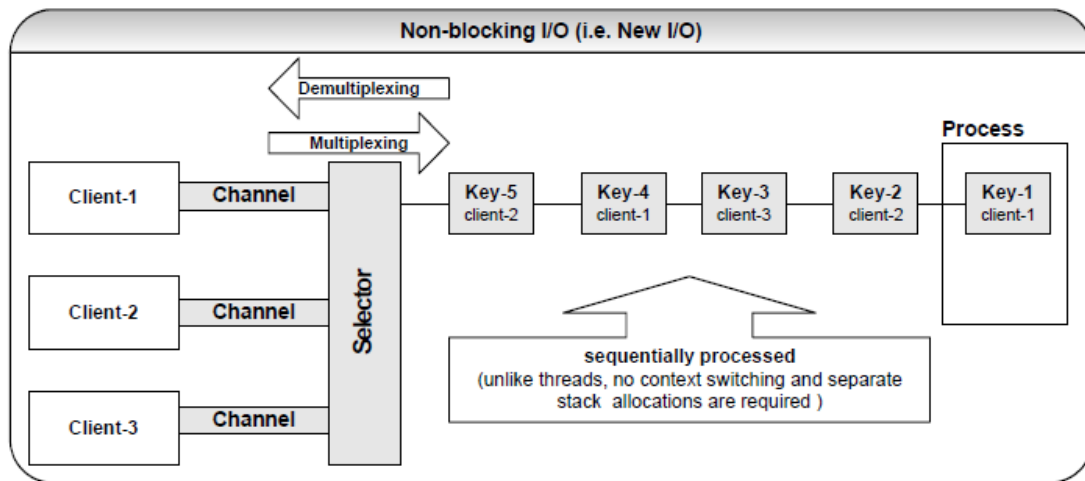 Non-blocking I/O (i.e. New I/O)
Demultiplexing
Multiplexing
Process
Client-1
Channel
Key-5
client-2
Key-4
client-1
Key-3
client-3
Key-2
client-2
Key-1
client-1
Client-2
Channel
Selector
sequentially processed
(unlike threads, no context switching and separate
stack allocations are required )
Client-3
Channel